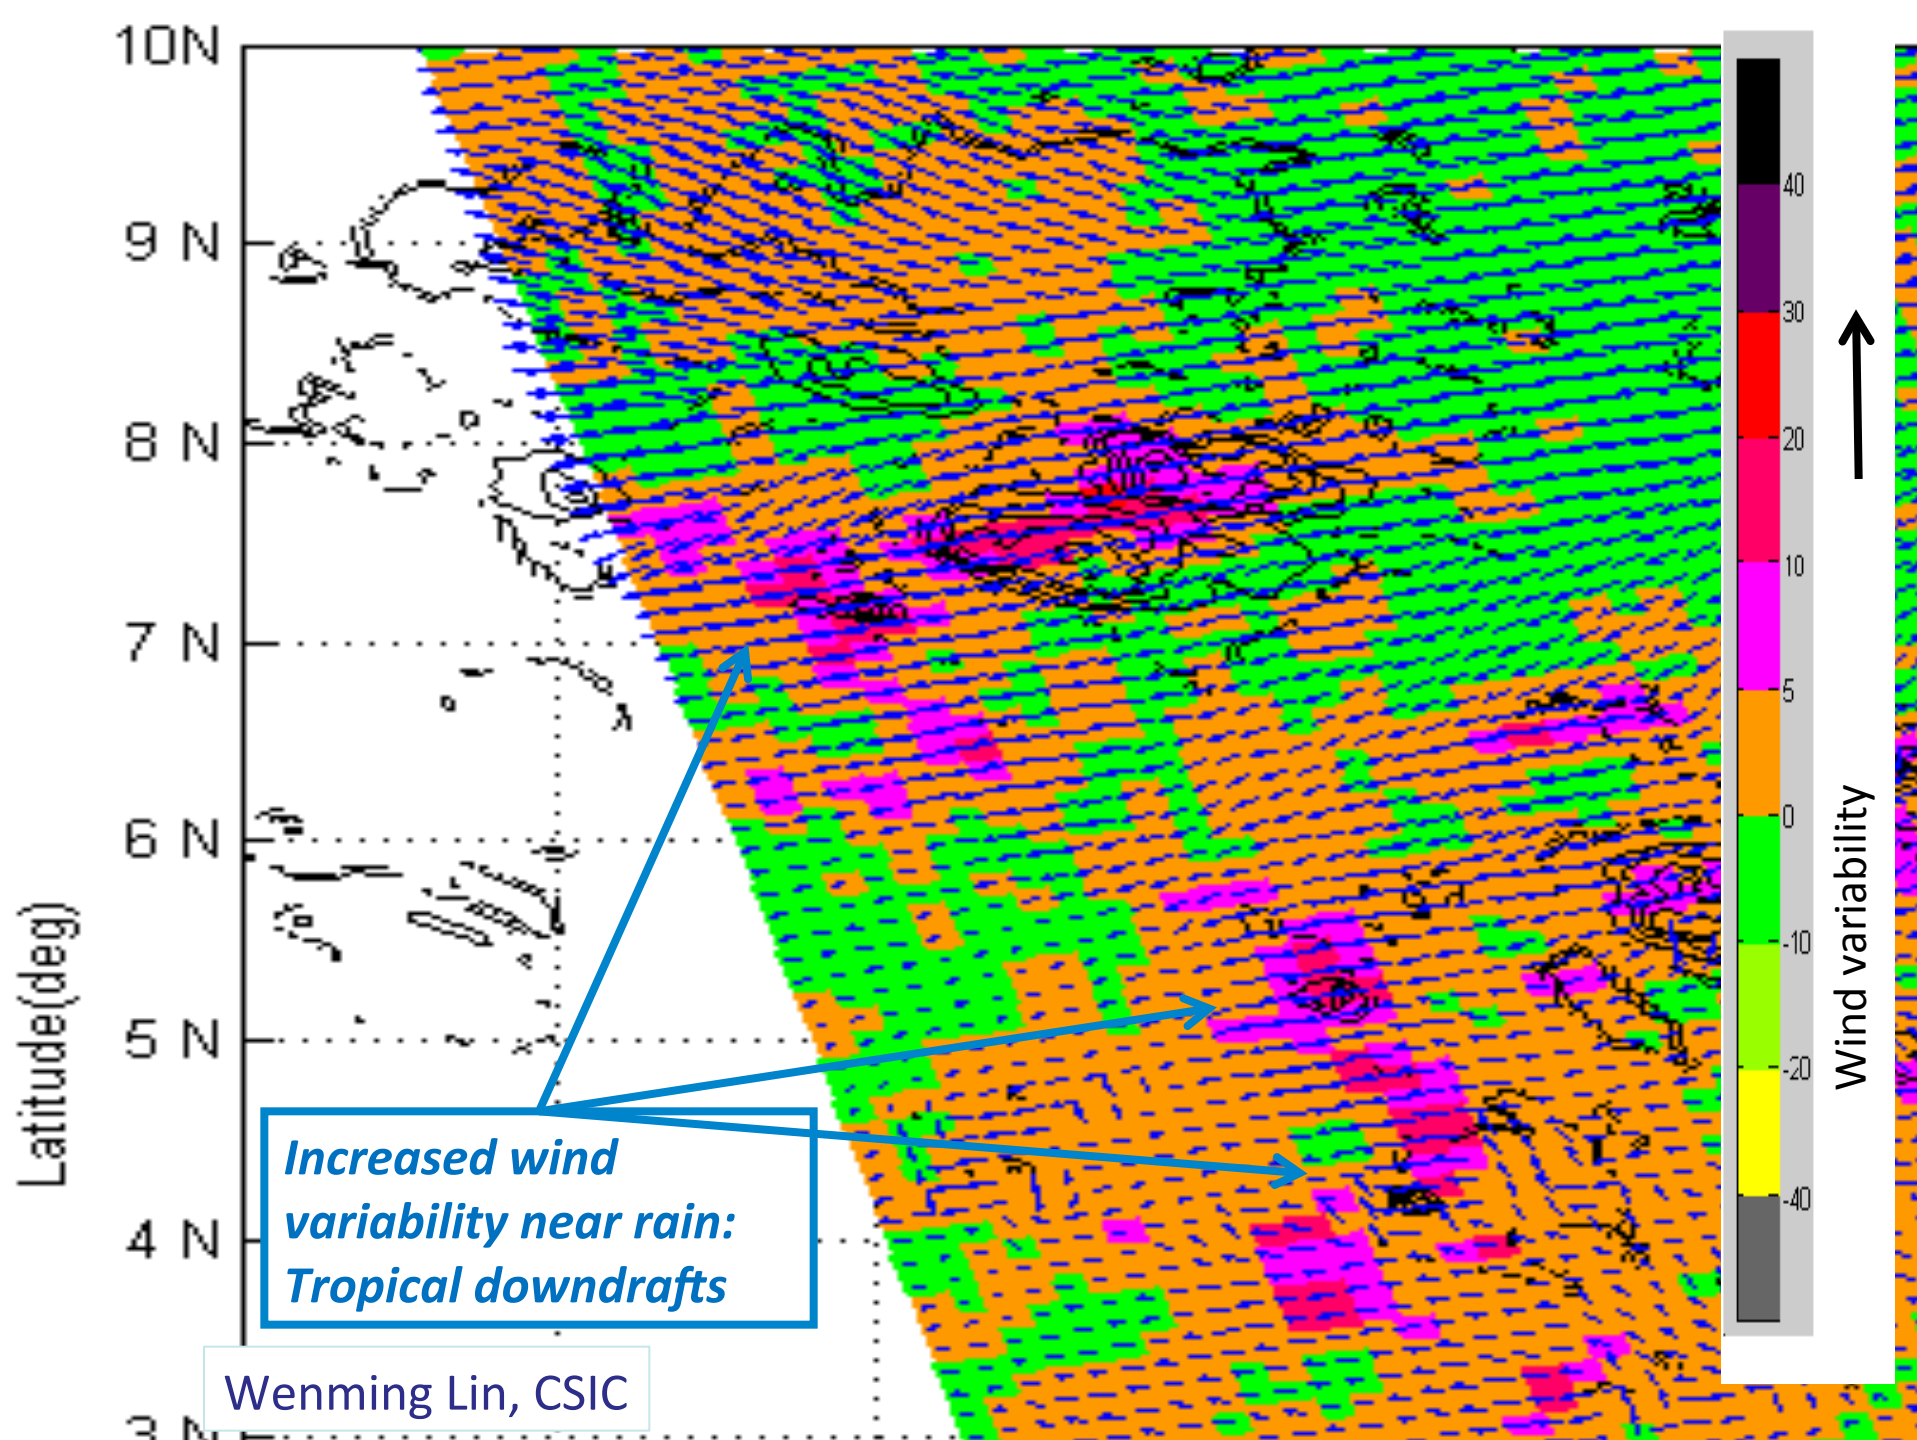 10N
9 N
8 N
7 N
6 N
5 N
4 N
3 N
Latitude(deg)
Increased wind
variability near rain:
Tropical downdrafts
Wenming Lin, CSIC
40
30
20
10
5
0
-10
-20
-40
Wind variability